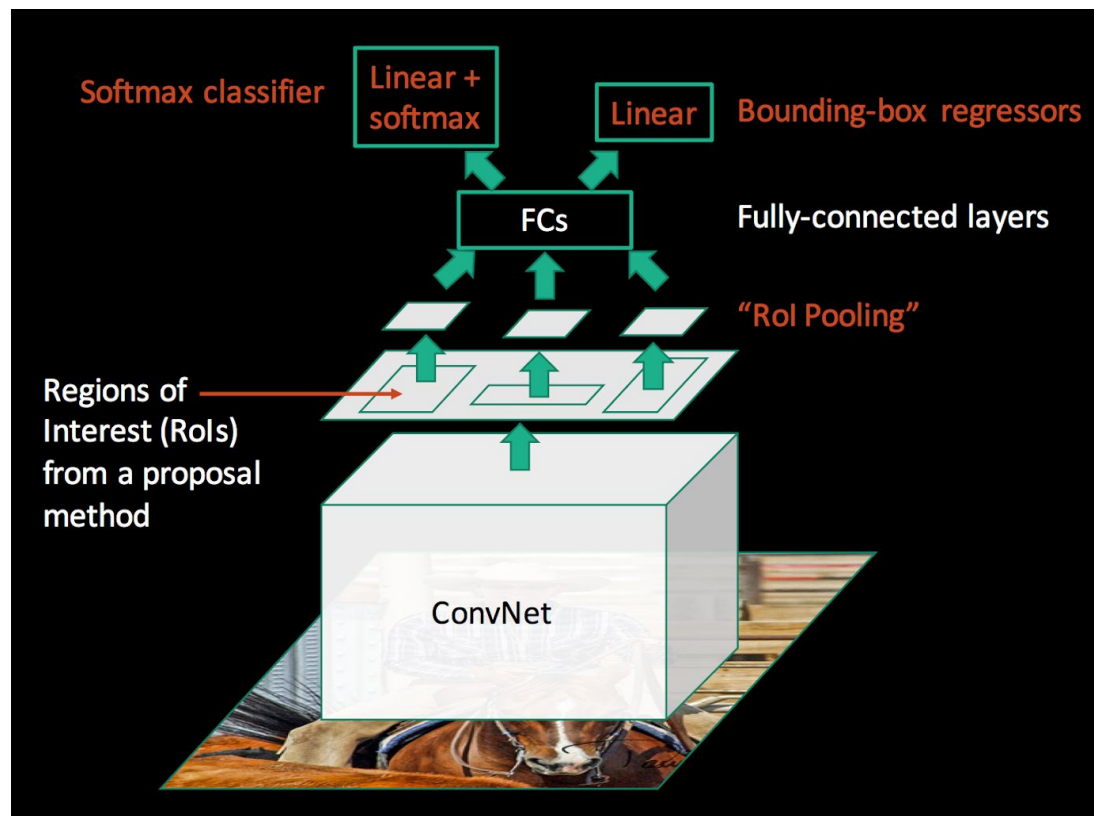 Softmax classifier
Linear +
softmax
Linear
Bounding-box regressors
FCs
Fully-connected layers
“RoI Pooling”
Regions of
Interest (RoIs)
from a proposal
method
ConvNet